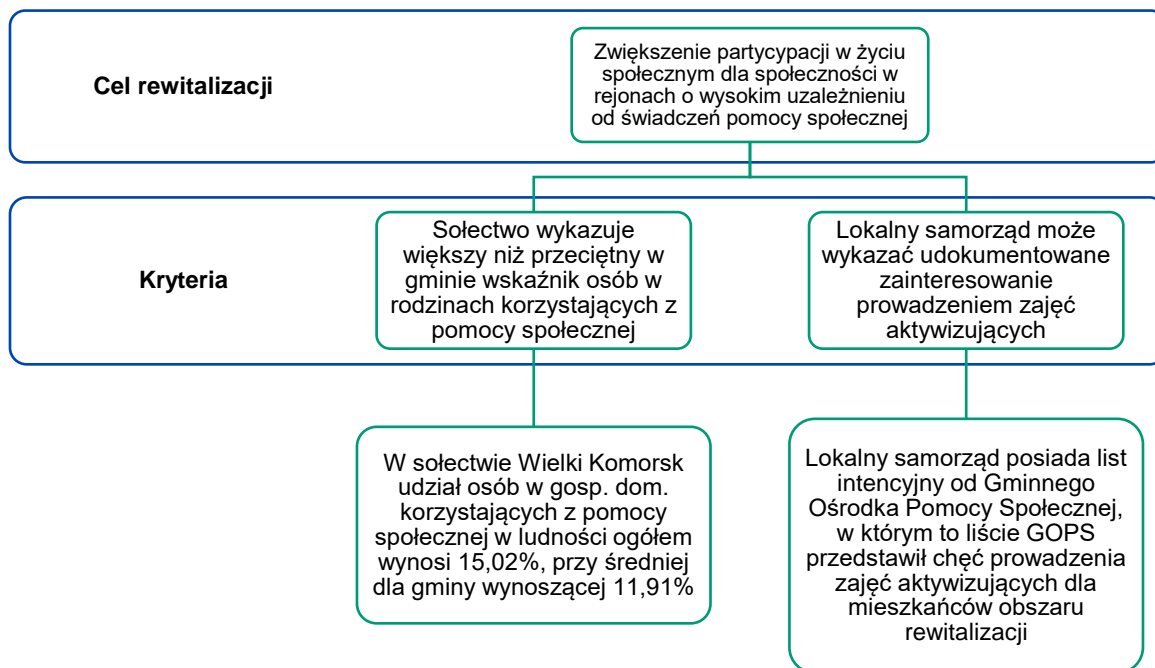 Cel rewitalizacji
Zwiększenie partycypacji w życiu
społecznym dla społeczności w
rejonach o wysokim uzależnieniu
od świadczeń pomocy społecznej
Kryteria
Sołectwo wykazuje
większy niż przeciętny w
gminie wskaźnik osób w
rodzinach korzystających z
pomocy społecznej
Lokalny samorząd może
wykazać udokumentowane
zainteresowanie
prowadzeniem zajęć
aktywizujących
W sołectwie Wielki Komorsk
udział osób w gosp. dom.
korzystających z pomocy
społecznej w ludności ogółem
wynosi 15,02%, przy średniej
dla gminy wynoszącej 11,91%
Lokalny samorząd posiada list
intencyjny od Gminnego
Ośrodka Pomocy Społecznej,
w którym to liście GOPS
przedstawił chęć prowadzenia
zajęć aktywizujących dla
mieszkańców obszaru
rewitalizacji